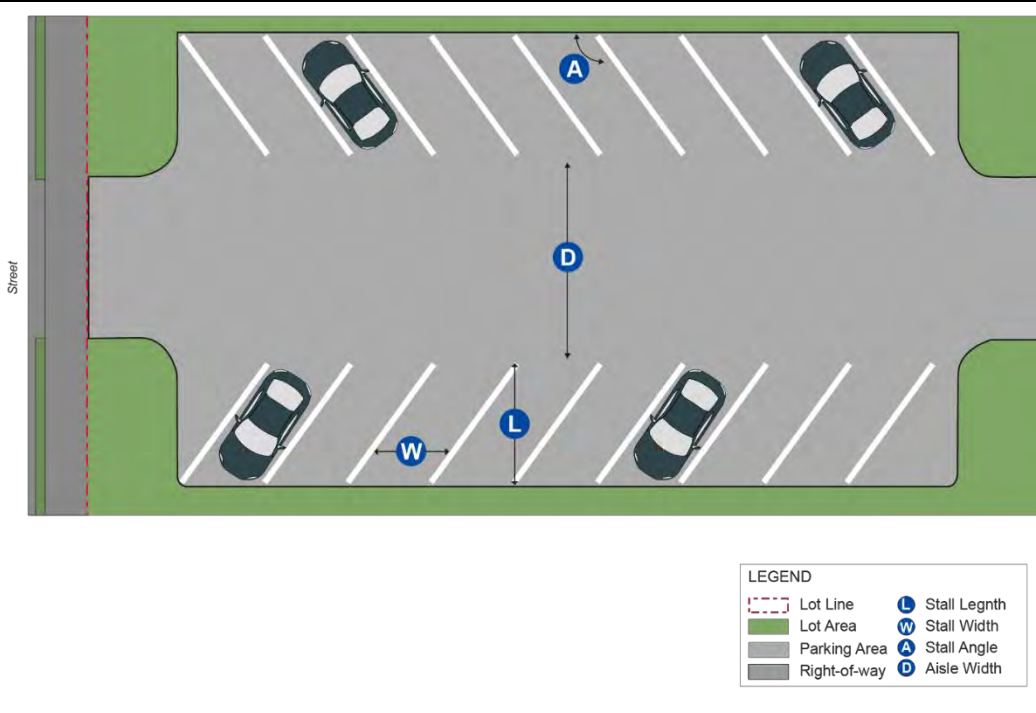 A
D
Street
L
W
LEGEND
Lot Line
Lot Area
Parking Area
Right-of-way
L Stall Legnth
W Stall Width
A Stall Angle
D Aisle Width